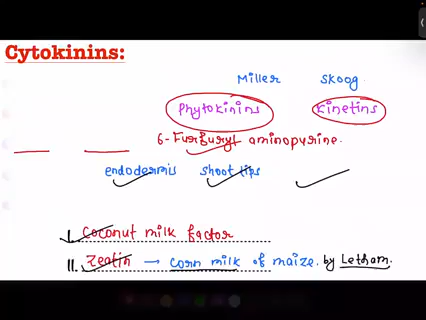 Cytokinins:
Miller Skoog
Phytokinins Kinetins
6-Furfuryl aminopurine.
endodermis shoot tips
I. Coconut milk factor
II. Zeatin → corn milk of maize. by Letham.